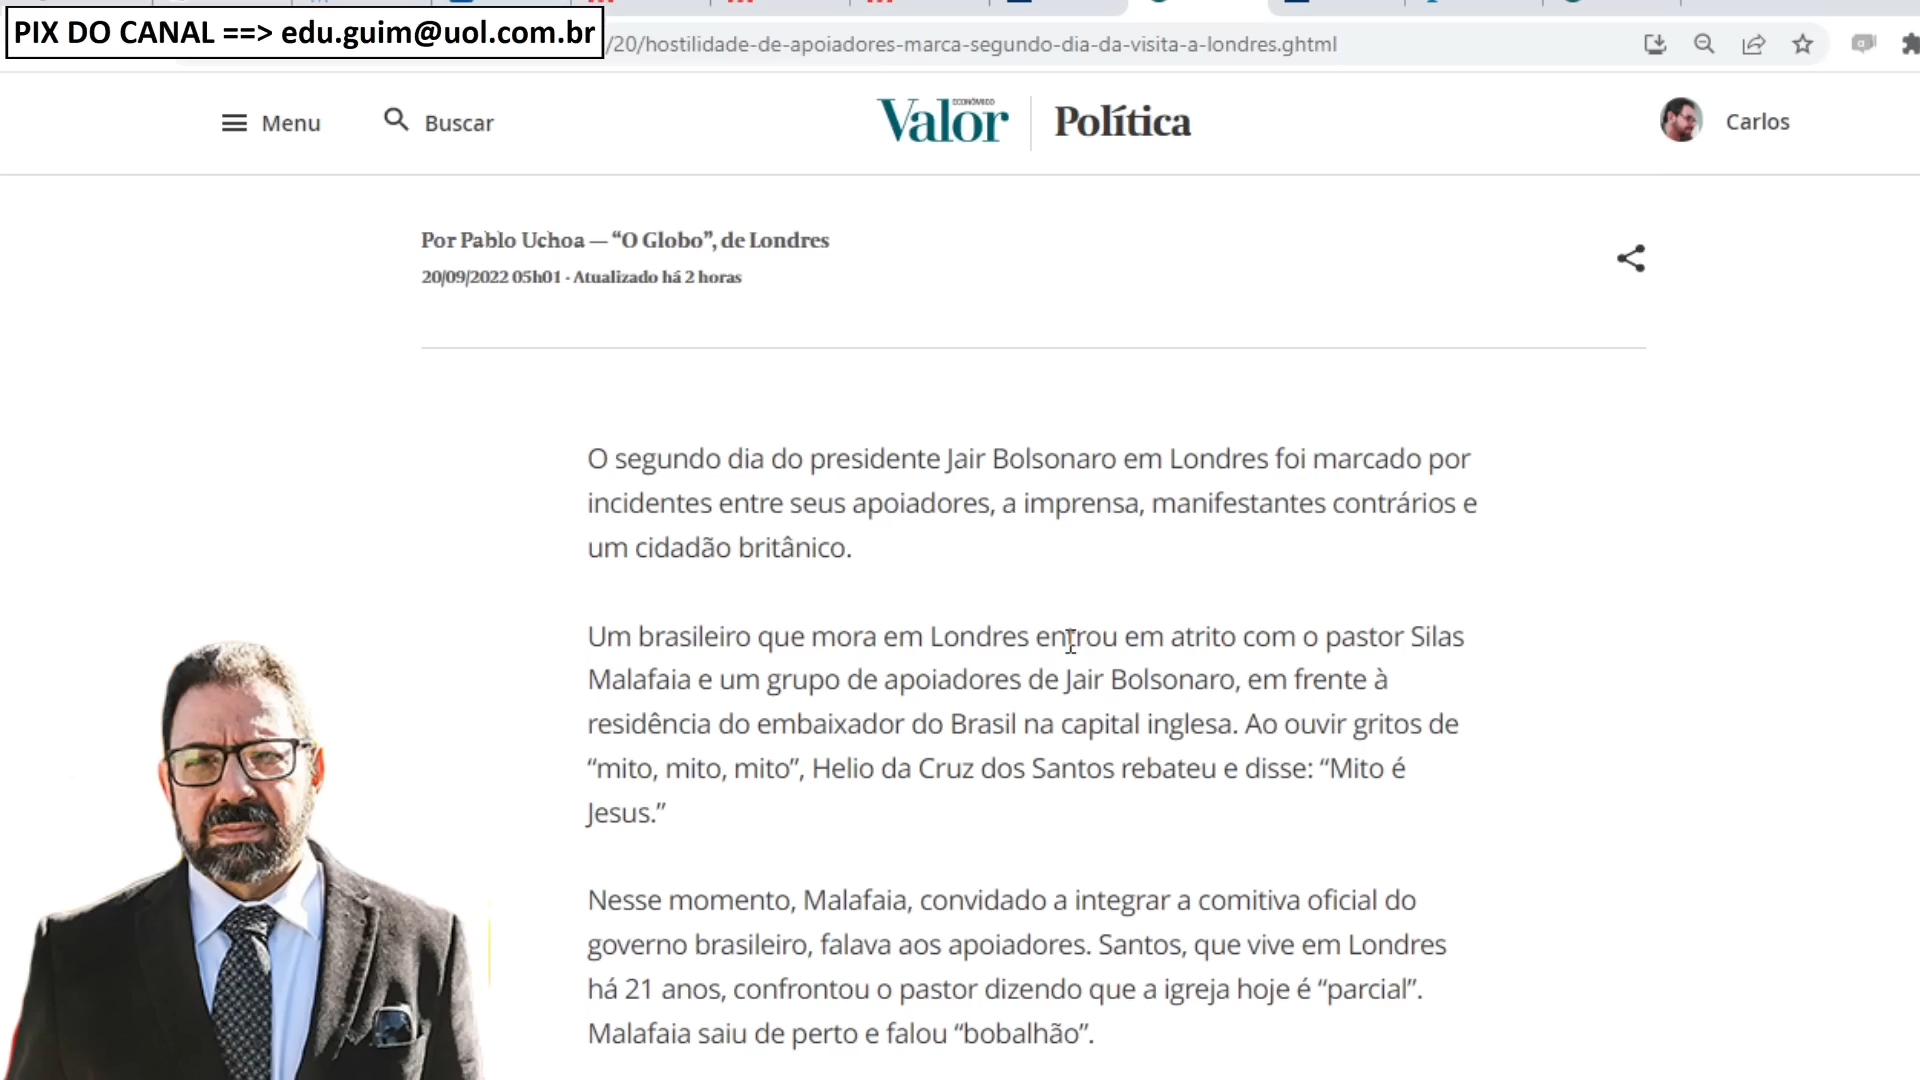 PIX DO CANAL ==> edu.guim@uol.com.br
/20/hostilidade-de-apoiadores-marca-segundo-dia-da-visita-a-londres.ghtml
Menu
Buscar
Valor ECONÔMICO
Política
Carlos
Por Pablo Uchoa — “O Globo”, de Londres
20/09/2022 05h01 · Atualizado há 2 horas
O segundo dia do presidente Jair Bolsonaro em Londres foi marcado por
incidentes entre seus apoiadores, a imprensa, manifestantes contrários e
um cidadão britânico.
Um brasileiro que mora em Londres entrou em atrito com o pastor Silas
Malafaia e um grupo de apoiadores de Jair Bolsonaro, em frente à
residência do embaixador do Brasil na capital inglesa. Ao ouvir gritos de
“mito, mito, mito”, Helio da Cruz dos Santos rebateu e disse: “Mito é
Jesus.”
Nesse momento, Malafaia, convidado a integrar a comitiva oficial do
governo brasileiro, falava aos apoiadores. Santos, que vive em Londres
há 21 anos, confrontou o pastor dizendo que a igreja hoje é “parcial”.
Malafaia saiu de perto e falou “bobalhão”.